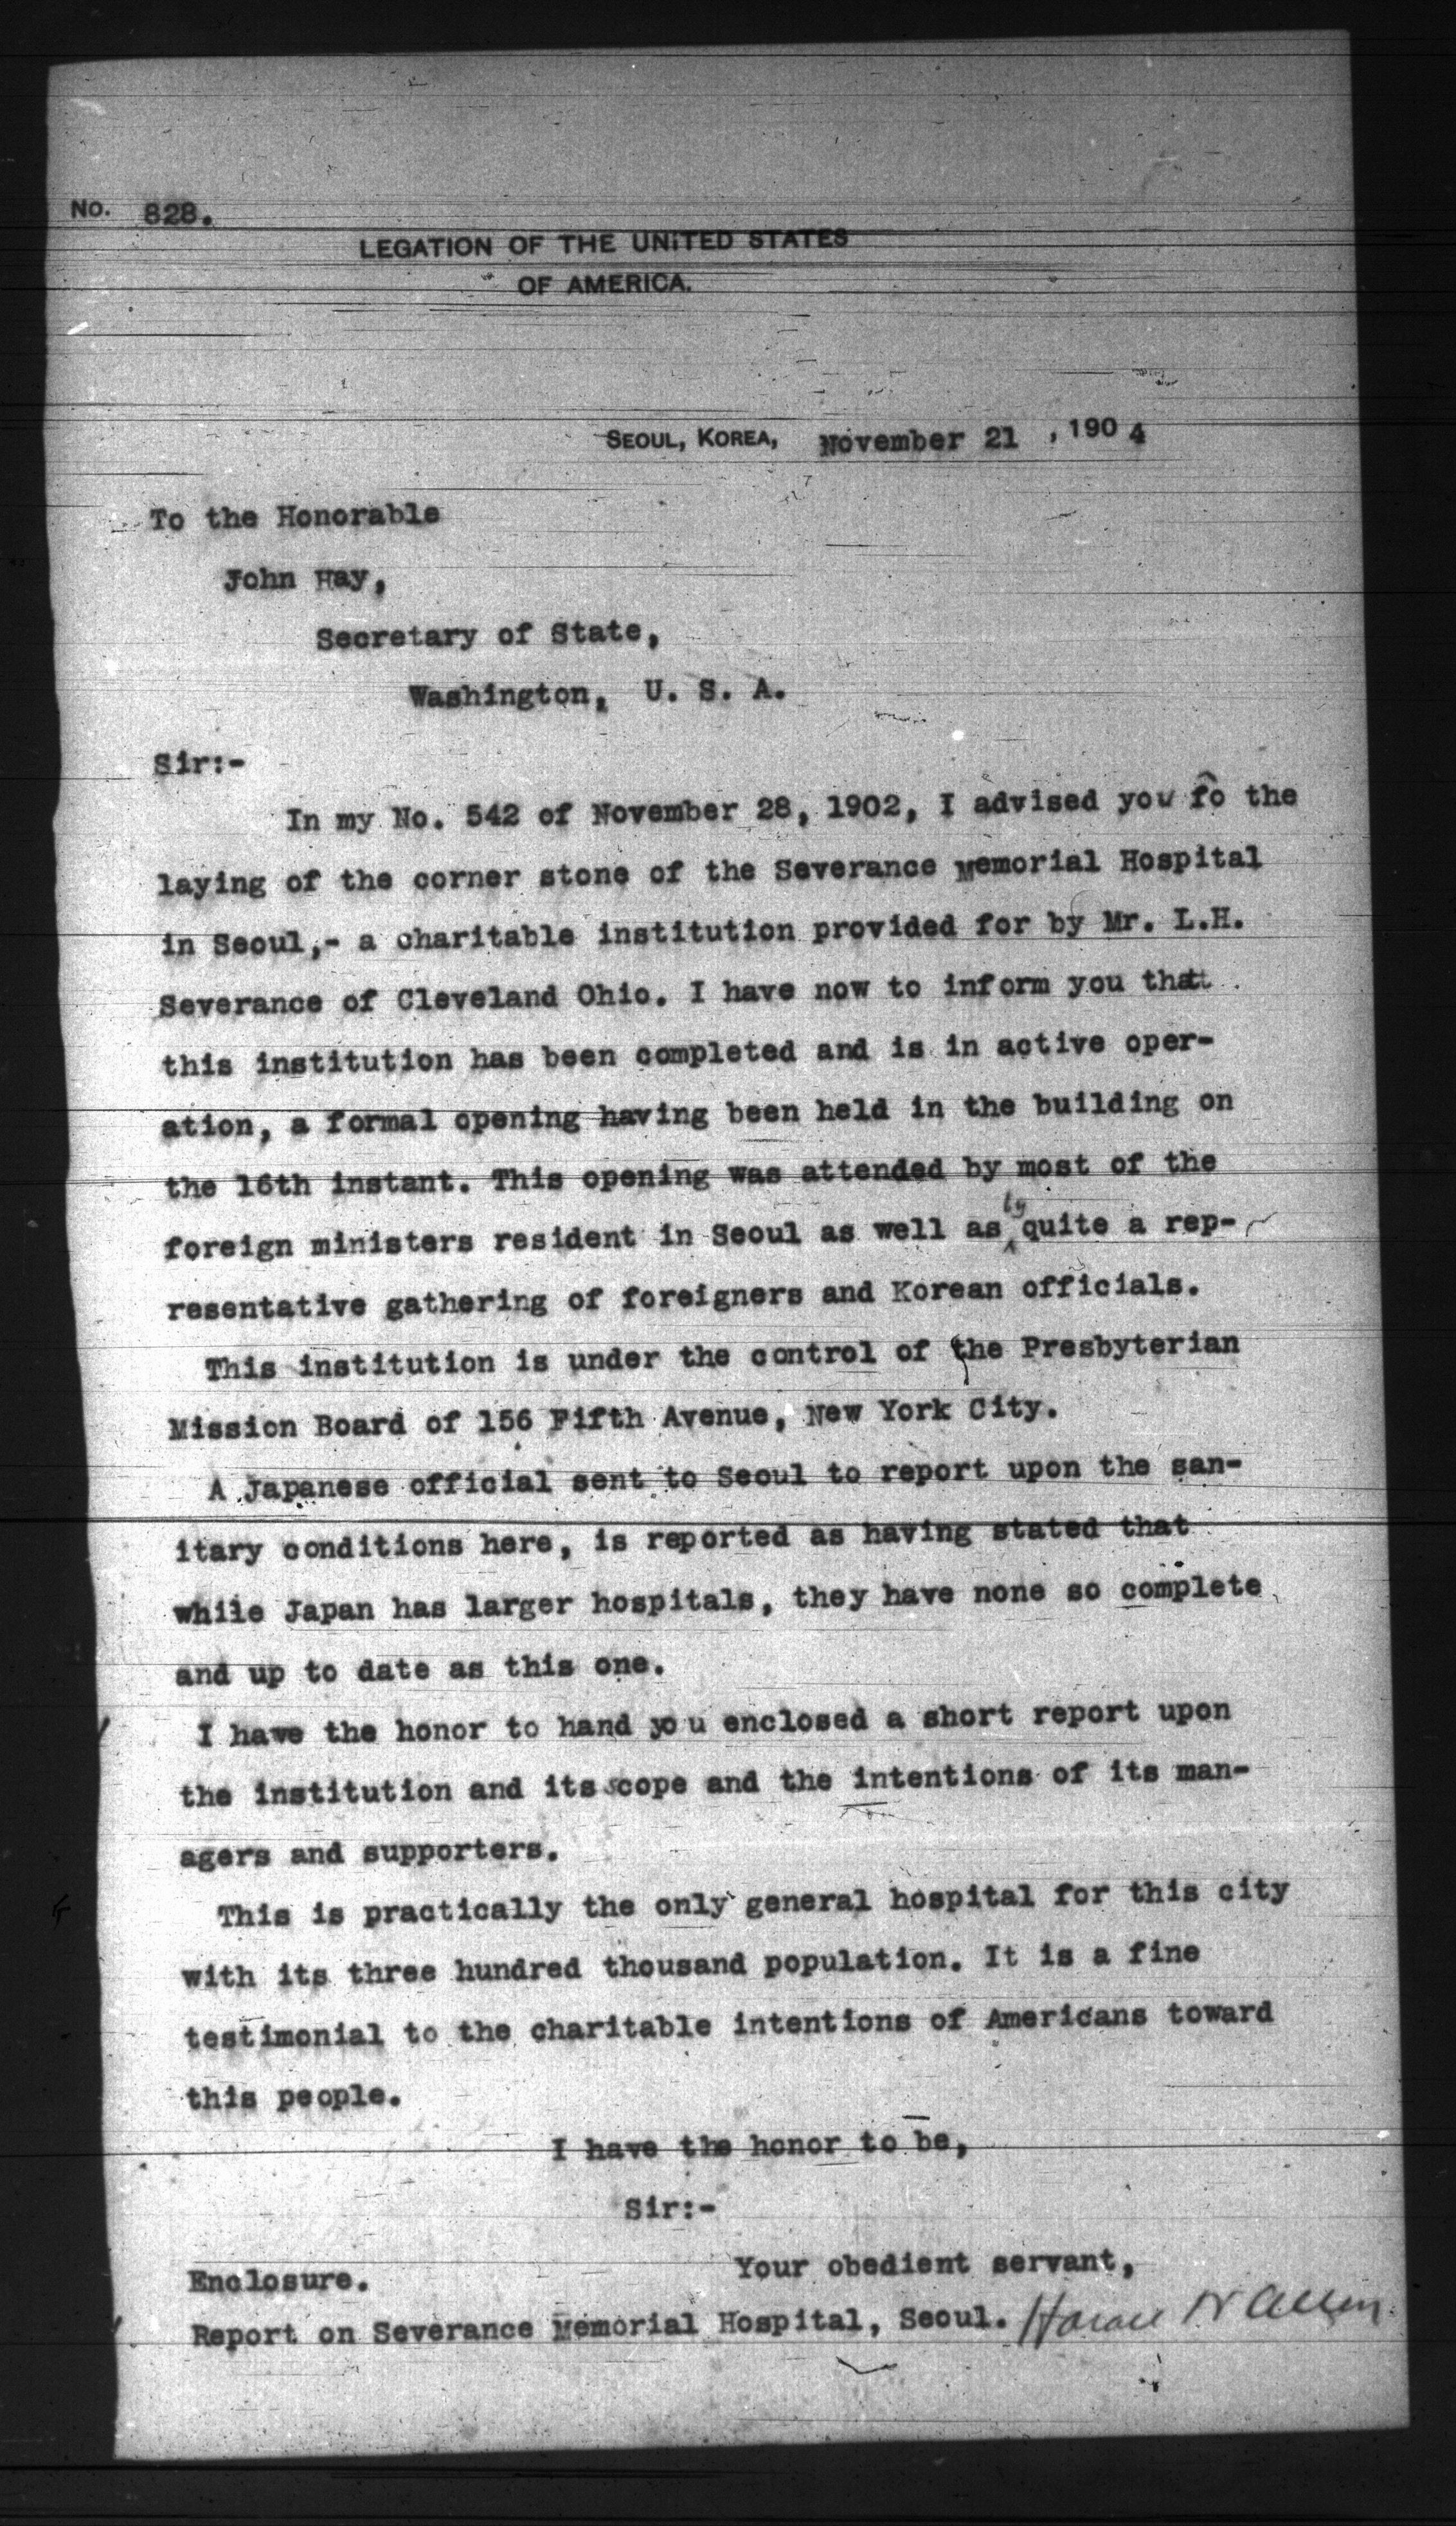 No. 828.
LEGATION OF THE UNITED STATES
OF AMERICA.
SEOUL, KOREA, November 21, 1904
To the Honorable
John Hay,
Secretary of State,
Washington, U. S. A.
Sir:-
In my No. 542 of November 28, 1902, I advised you fo the
laying of the corner stone of the Severance Memorial Hospital
in Seoul,- a charitable institution provided for by Mr. L.H.
Severance of Cleveland Ohio. I have now to inform you that
this institution has been completed and is in active oper-
ation, a formal opening having been held in the building on
the 16th instant. This opening was attended by most of the
foreign ministers resident in Seoul as well as by quite a rep-
resentative gathering of foreigners and Korean officials.
This institution is under the control of the Presbyterian
Mission Board of 156 Fifth Avenue, New York City.
A Japanese official sent to Seoul to report upon the san-
itary conditions here, is reported as having stated that
while Japan has larger hospitals, they have none so complete
and up to date as this one.
I have the honor to hand you enclosed a short report upon
the institution and its scope and the intentions of its man-
agers and supporters.
This is practically the only general hospital for this city
with its three hundred thousand population. It is a fine
testimonial to the charitable intentions of Americans toward
this people.
I have the honor to be,
Sir:-
Your obedient servant,
Enclosure.
Report on Severance Memorial Hospital, Seoul. Horace N Allen.